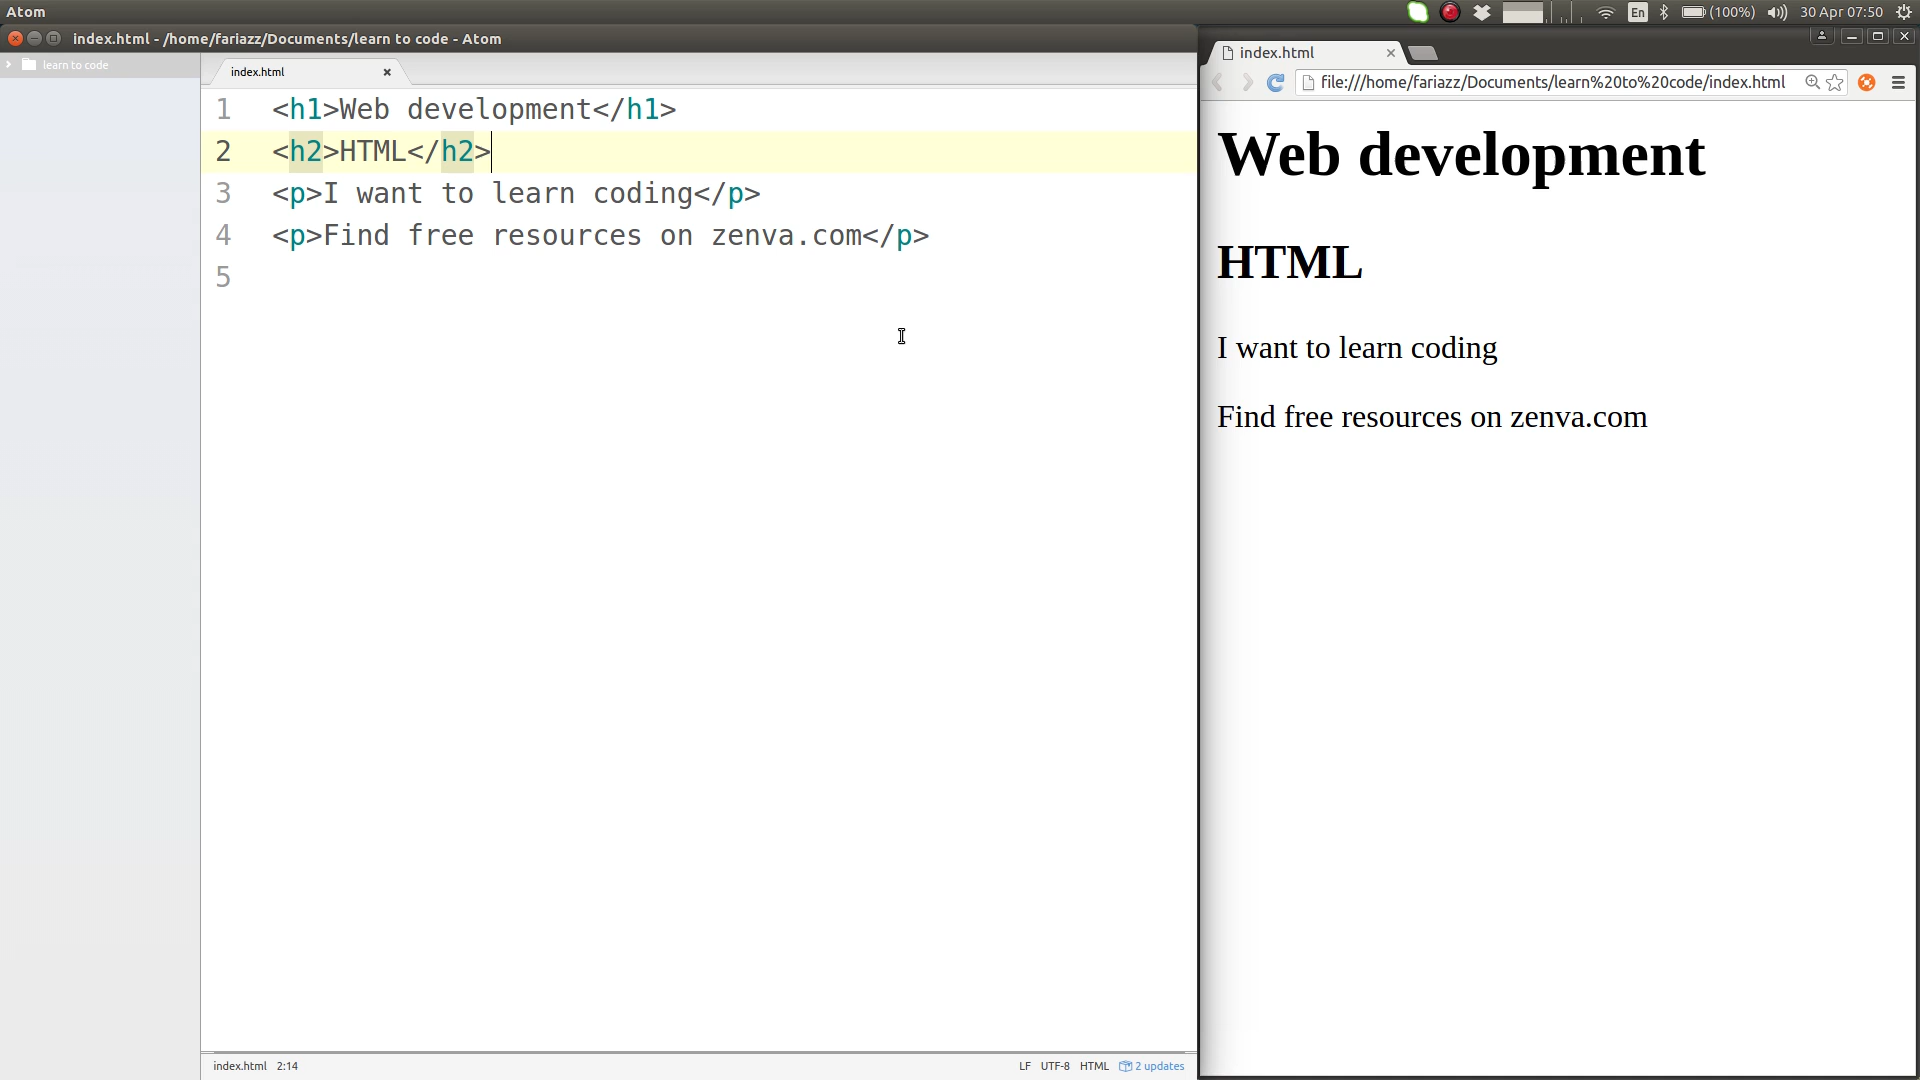 Atom
En
(100%)
30 Apr 07:50
index.html - /home/fariazz/Documents/learn to code - Atom
learn to code
index.html
1 <h1>Web development</h1>
2 <h2>HTML</h2>
3 <p>I want to learn coding</p>
4 <p>Find free resources on zenva.com</p>
5
index.html 2:14
LF UTF-8 HTML 2 updates
index.html
file:///home/fariazz/Documents/learn%20to%20code/index.html
Web development
HTML
I want to learn coding
Find free resources on zenva.com